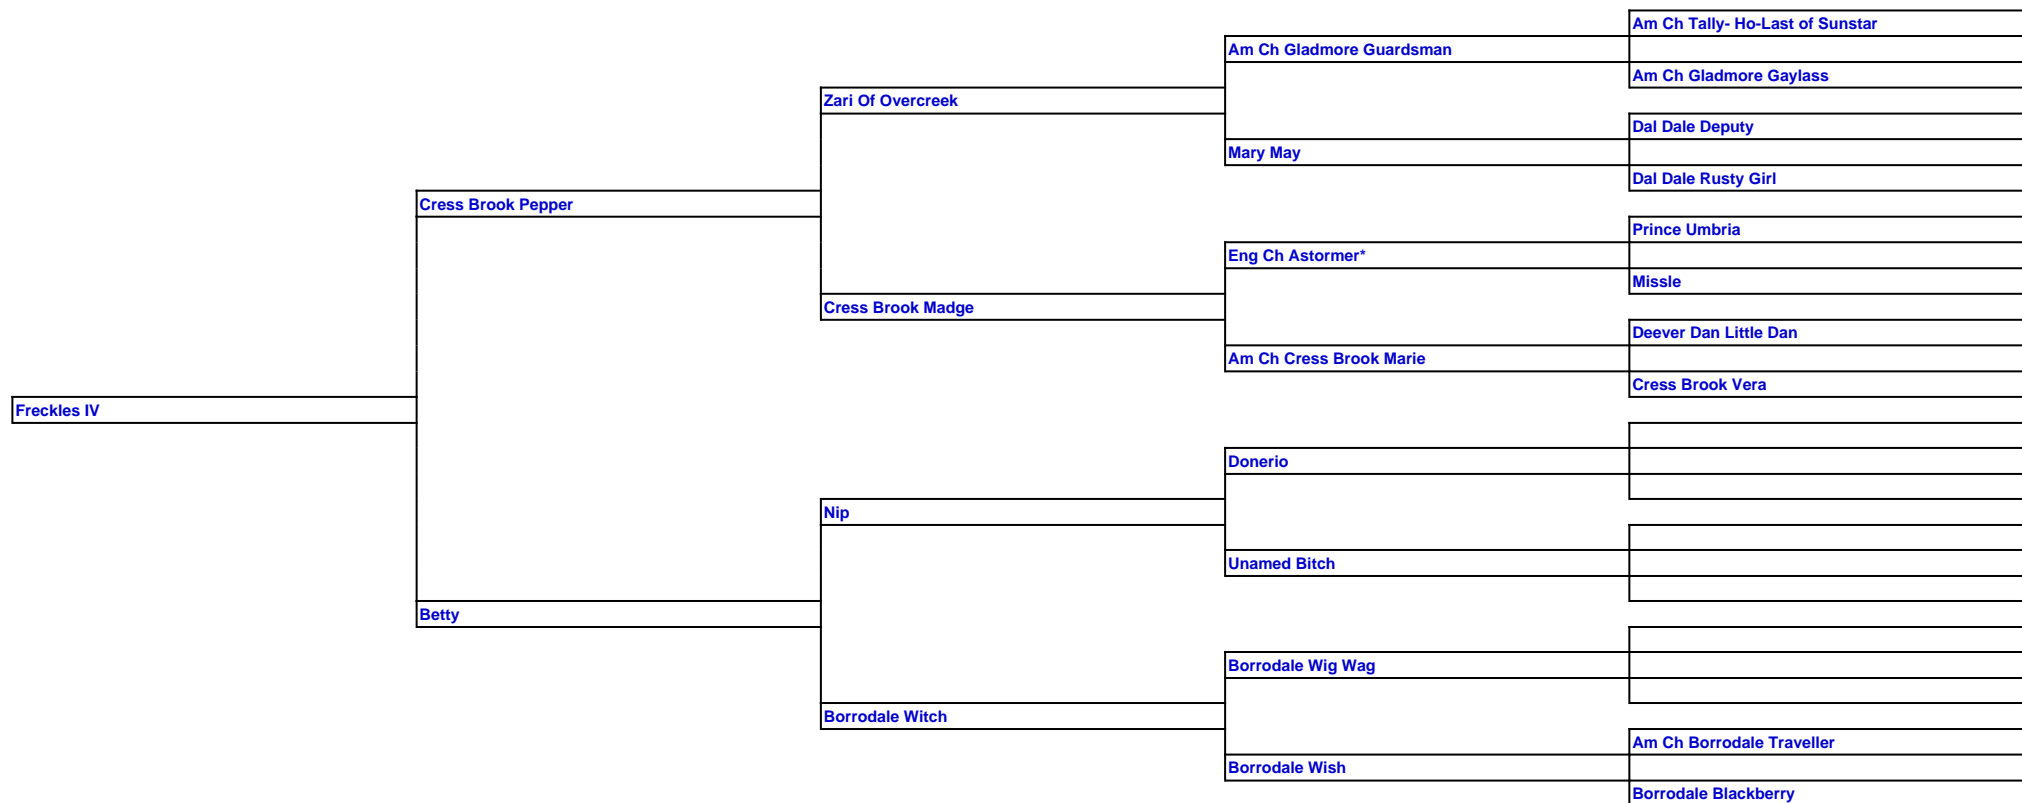 Am Ch Tally- Ho-Last of Sunstar
Am Ch Gladmore Guardsman
Am Ch Gladmore Gaylass
Zari Of Overcreek
Dal Dale Deputy
Mary May
Dal Dale Rusty Girl
Cress Brook Pepper
Prince Umbria
Eng Ch Astormer*
Missle
Cress Brook Madge
Deever Dan Little Dan
Am Ch Cress Brook Marie
Cress Brook Vera
Freckles IV
Donerio
Nip
Unamed Bitch
Betty
Borrodale Wig Wag
Borrodale Witch
Am Ch Borrodale Traveller
Borrodale Wish
Borrodale Blackberry